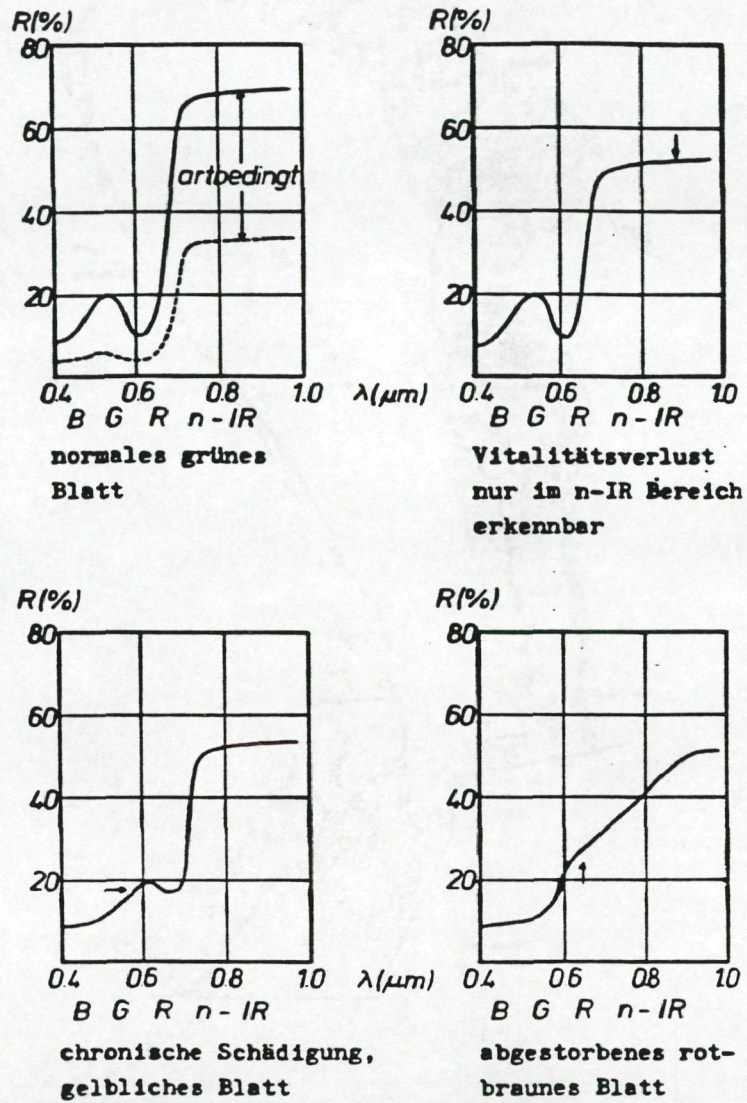 R(%)
80
60
40
20
artbedingt
0.4 0.6 0.8 1.0 λ(μm)
B G R n-IR
normales grünes
Blatt
R(%)
80
60
40
20
0.4 0.6 0.8 1.0
B G R n-IR
Vitalitätsverlust
nur im n-IR Bereich
erkennbar
R(%)
80
60
40
20
0.4 0.6 0.8 1.0 λ(μm)
B G R n-IR
chronische Schädigung,
gelbliches Blatt
R(%)
80
60
40
20
0.4 0.6 0.8 1.0
B G R n-IR
abgestorbenes rot-
braunes Blatt